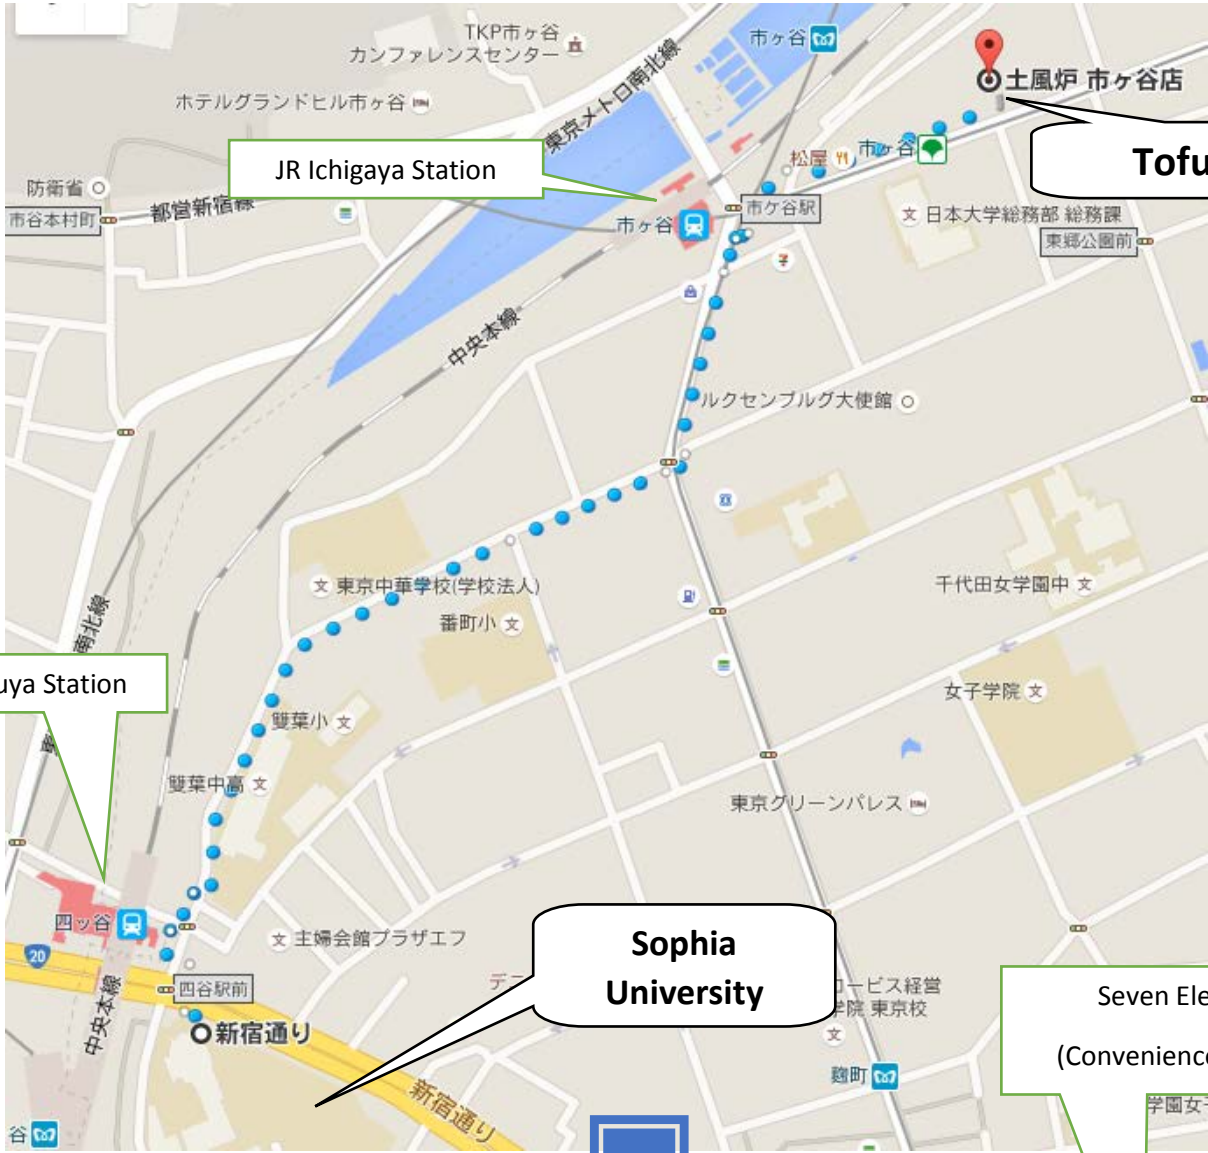 TKP市ヶ谷
カンファレンスセンター
市ヶ谷
土風炉 市ヶ谷店
ホテルグランドヒル市ヶ谷
東京メトロ南北線
Tofu
JR Ichigaya Station
松屋
市ヶ谷
防衛省
市谷本村町
都営新宿線
市ヶ谷
市ケ谷駅
日本大学総務部 総務課
東郷公園前
中央本線
ルクセンブルグ大使館
東京中華学校(学校法人)
番町小
千代田女学園中
南北線
uya Station
雙葉小
女子学院
雙葉中高
東京グリーンパレス
四ッ谷
20
主婦会館プラザエフ
Sophia
University
四谷駅前
デニ
ロービス経営
学院 東京校
Seven Ele
(Convenience
中央本線
新宿通り
麹町
新宿通り
学園女子
谷